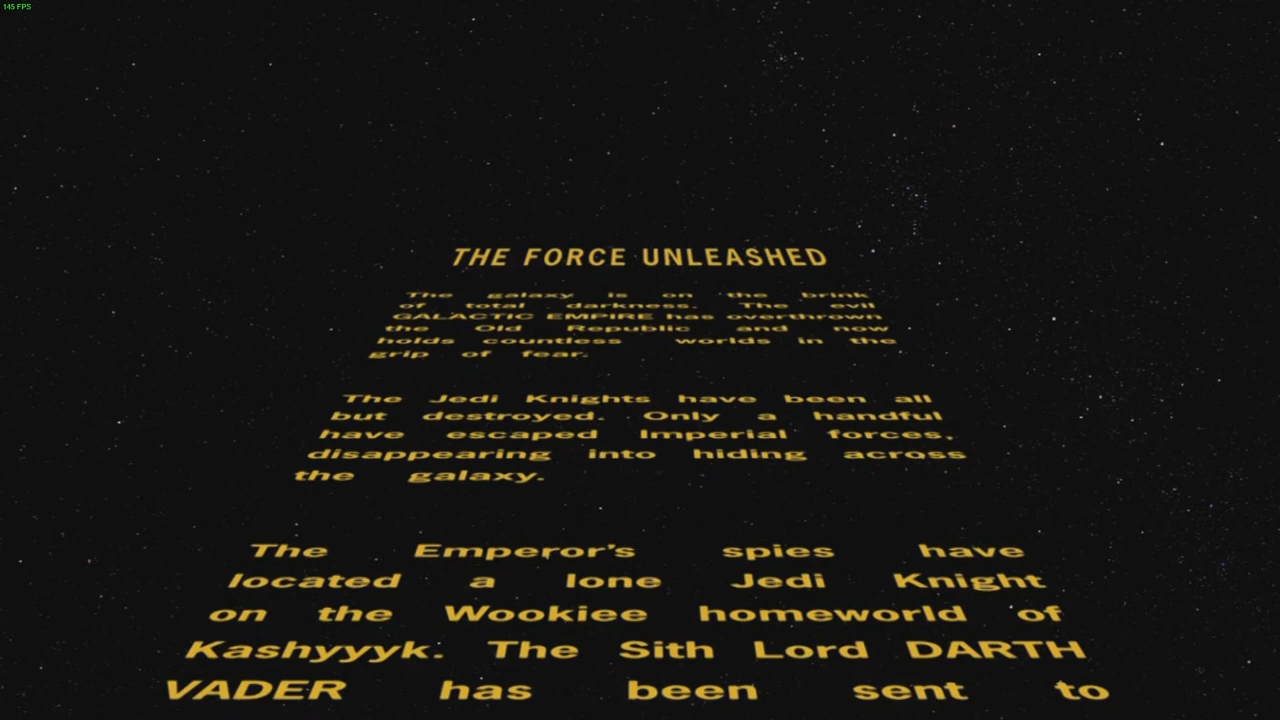 145 FPS
THE FORCE UNLEASHED
The galaxy is on the brink
of total darkness. The evil
GALACTIC EMPIRE has overthrown
the Old Republic and now
holds countless worlds in the
grip of fear.
The Jedi Knights have been all
but destroyed. Only a handful
have escaped Imperial forces,
disappearing into hiding across
the galaxy.
The Emperor's spies have
located a lone Jedi Knight
on the Wookiee homeworld of
Kashyyyk. The Sith Lord DARTH
VADER has been sent to